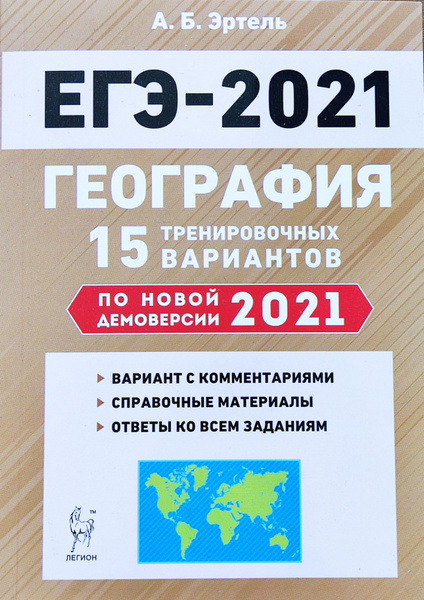 А. Б. Эртель
ЕГЭ-2021
ГЕОГРАФИЯ
15 ТРЕНИРОВОЧНЫХ
ВАРИАНТОВ
ПО НОВОЙ
ДЕМОВЕРСИИ 2021
ВАРИАНТ С КОММЕНТАРИЯМИ
СПРАВОЧНЫЕ МАТЕРИАЛЫ
ОТВЕТЫ КО ВСЕМ ЗАДАНИЯМ
TM
ЛЕГИОН